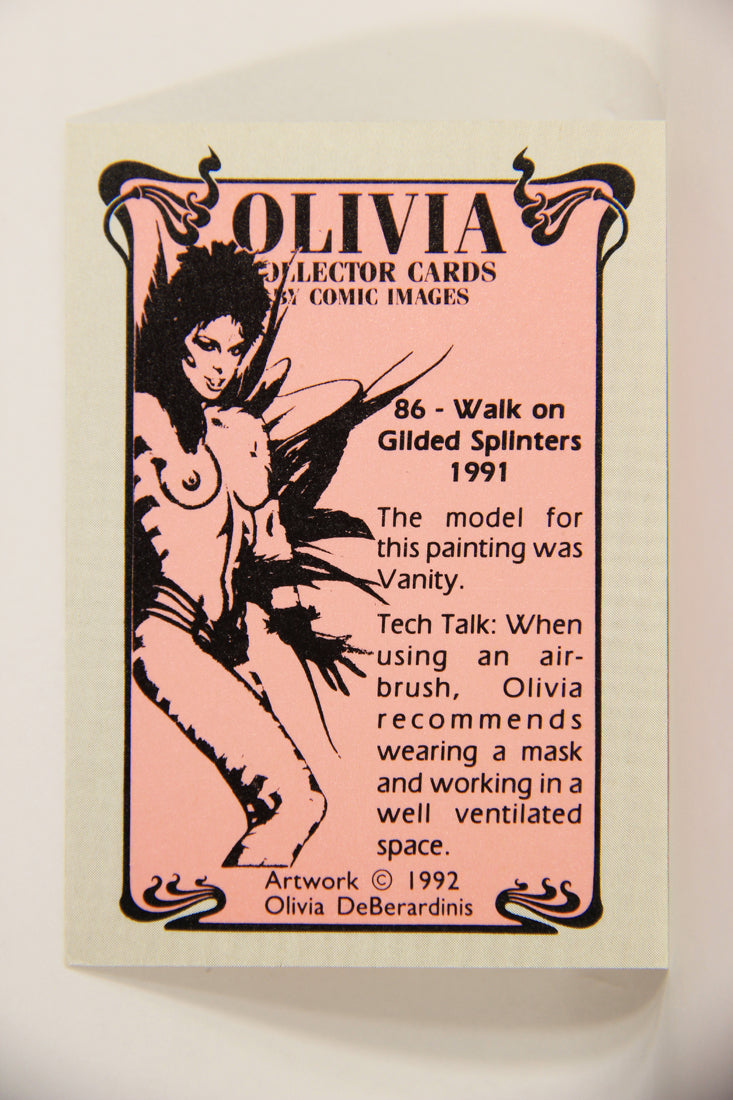 OLIVIA
COLLECTOR CARDS
BY COMIC IMAGES
86 - Walk on
Gilded Splinters
1991
The model for
this painting was
Vanity.
Tech Talk: When
using an air-
brush, Olivia
recommends
wearing a mask
and working in a
well ventilated
space.
Artwork © 1992
Olivia DeBerardinis